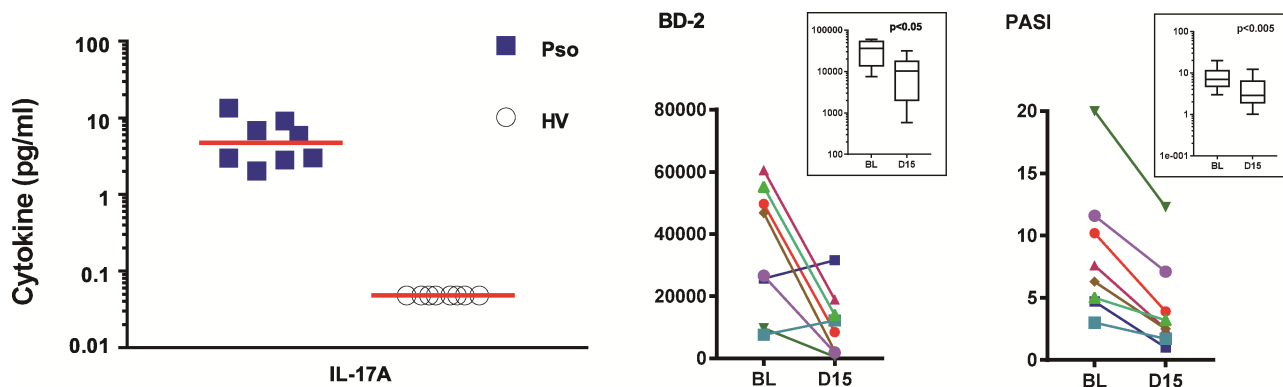 Cytokine (pg/ml)
100
10
1
0.1
0.01
IL-17A
Pso
HV
BD-2
80000
60000
40000
20000
0
BL D15
p<0.05
100000
10000
1000
100
BL D15
PASI
20
15
10
5
0
BL D15
p<0.005
100
10
1
1e-001
BL D15